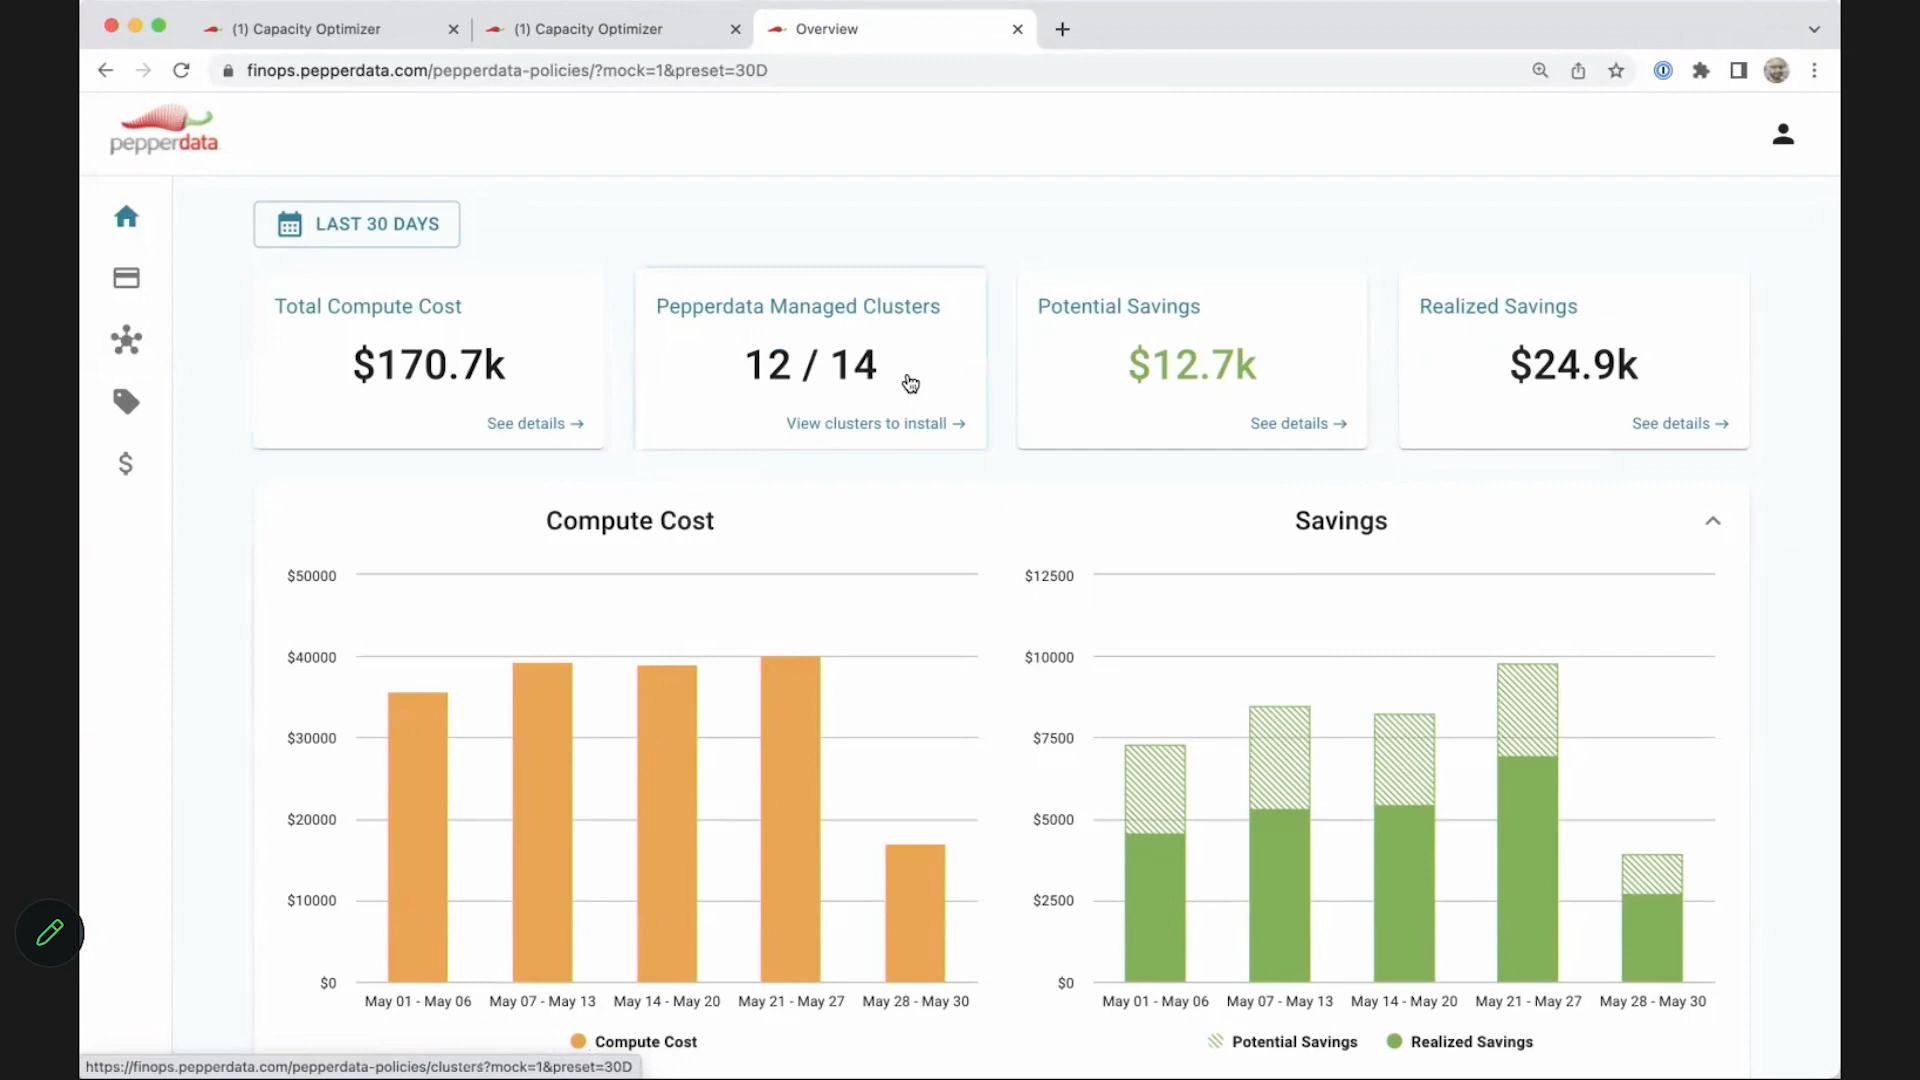 (1) Capacity Optimizer
(1) Capacity Optimizer
Overview
finops.pepperdata.com/pepperdata-policies/?mock=1&preset=30D
pepperdata
LAST 30 DAYS
Total Compute Cost
$170.7k
See details →
Pepperdata Managed Clusters
12 / 14
View clusters to install →
Potential Savings
$12.7k
See details →
Realized Savings
$24.9k
See details →
Compute Cost
$50000
$40000
$30000
$20000
$10000
$0
May 01 - May 06 May 07 - May 13 May 14 - May 20 May 21 - May 27 May 28 - May 30
Compute Cost
Savings
$12500
$10000
$7500
$5000
$2500
$0
May 01 - May 06 May 07 - May 13 May 14 - May 20 May 21 - May 27 May 28 - May 30
Potential Savings Realized Savings
https://finops.pepperdata.com/pepperdata-policies/clusters?mock=1&preset=30D